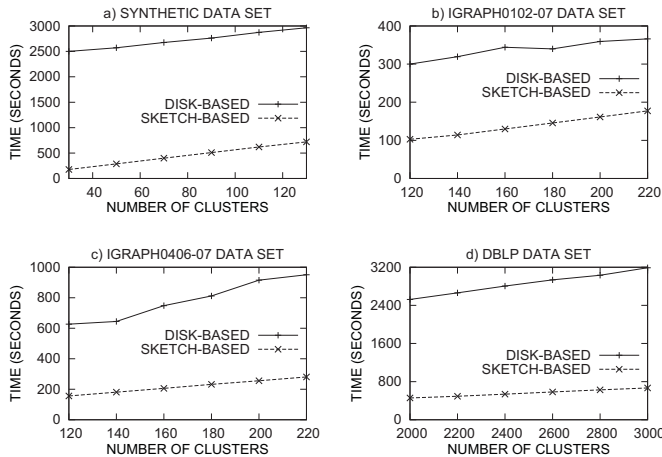 a) SYNTHETIC DATA SET
3000
2500
2000
1500
1000
500
0
TIME (SECONDS)
DISK-BASED
SKETCH-BASED
40 60 80 100 120
NUMBER OF CLUSTERS
b) IGRAPH0102-07 DATA SET
400
300
200
100
0
TIME (SECONDS)
DISK-BASED
SKETCH-BASED
120 140 160 180 200 220
NUMBER OF CLUSTERS
c) IGRAPH0406-07 DATA SET
1000
800
600
400
200
0
TIME (SECONDS)
DISK-BASED
SKETCH-BASED
120 140 160 180 200 220
NUMBER OF CLUSTERS
d) DBLP DATA SET
3200
2400
1600
800
0
TIME (SECONDS)
DISK-BASED
SKETCH-BASED
2000 2200 2400 2600 2800 3000
NUMBER OF CLUSTERS